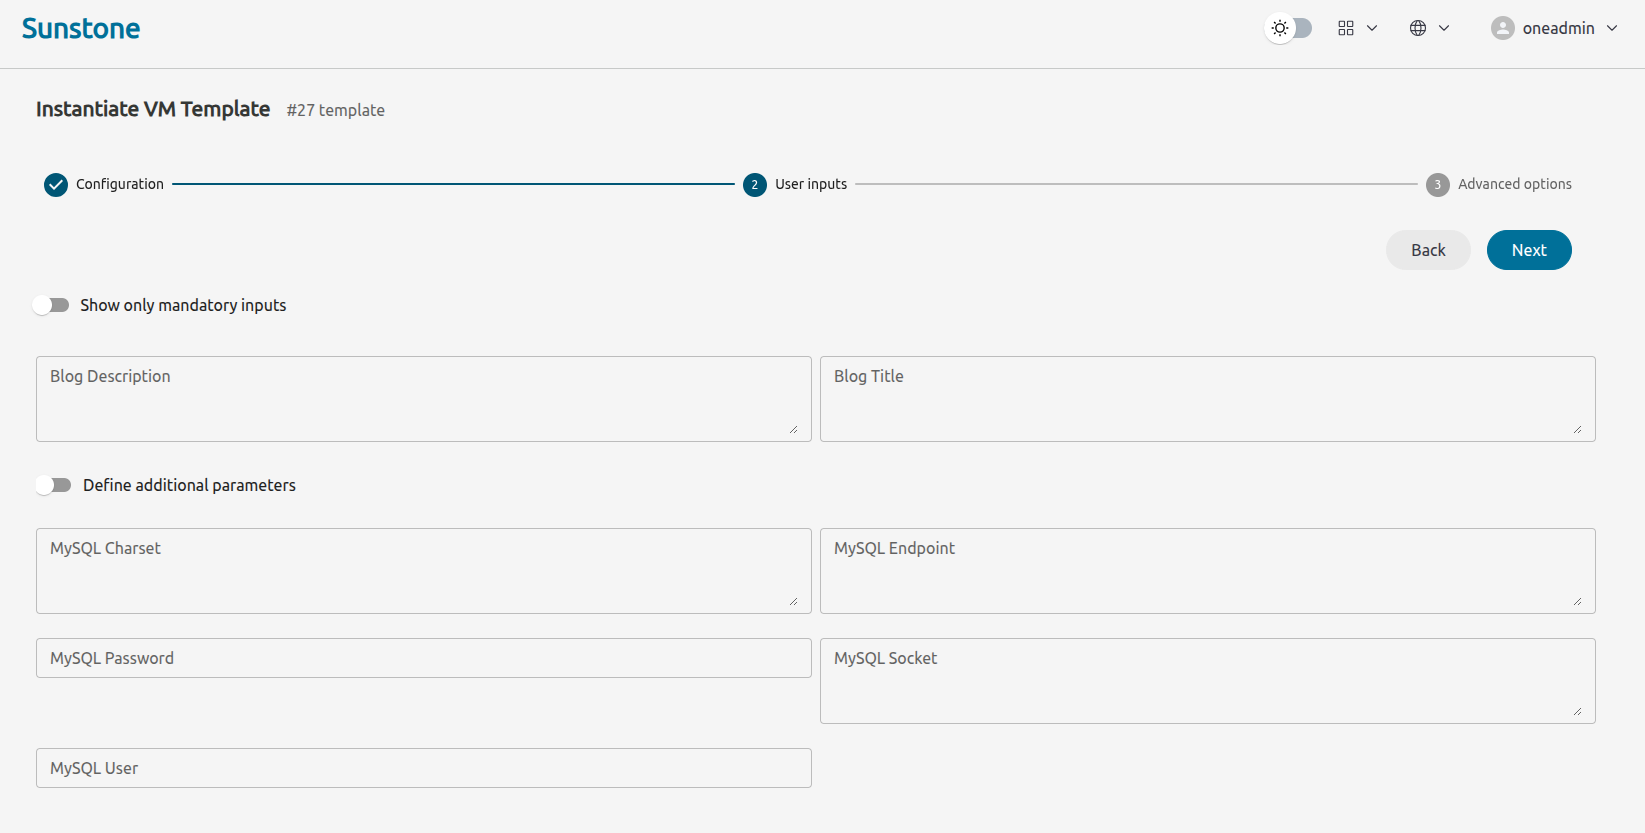 Sunstone
oneadmin
Instantiate VM Template #27 template
Configuration
2 User inputs
3 Advanced options
Back
Next
Show only mandatory inputs
Blog Description
Blog Title
Define additional parameters
MySQL Charset
MySQL Endpoint
MySQL Password
MySQL Socket
MySQL User